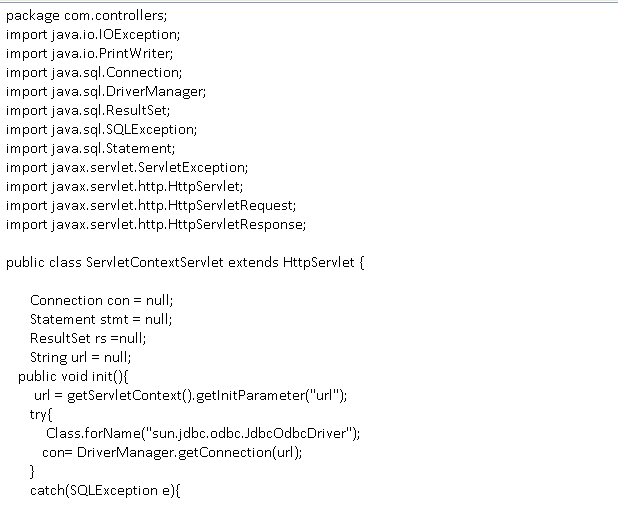 package com.controllers;
import java.io.IOException;
import java.io.PrintWriter;
import java.sql.Connection;
import java.sql.DriverManager;
import java.sql.ResultSet;
import java.sql.SQLException;
import java.sql.Statement;
import javax.servlet.ServletException;
import javax.servlet.http.HttpServlet;
import javax.servlet.http.HttpServletRequest;
import javax.servlet.http.HttpServletResponse;

public class ServletContextServlet extends HttpServlet {

    Connection con = null;
    Statement stmt = null;
    ResultSet rs =null;
    String url = null;
  public void init(){
     url = getServletContext().getInitParameter("url");
    try{
       Class.forName("sun.jdbc.odbc.JdbcOdbcDriver");
      con= DriverManager.getConnection(url);
    }
    catch(SQLException e){